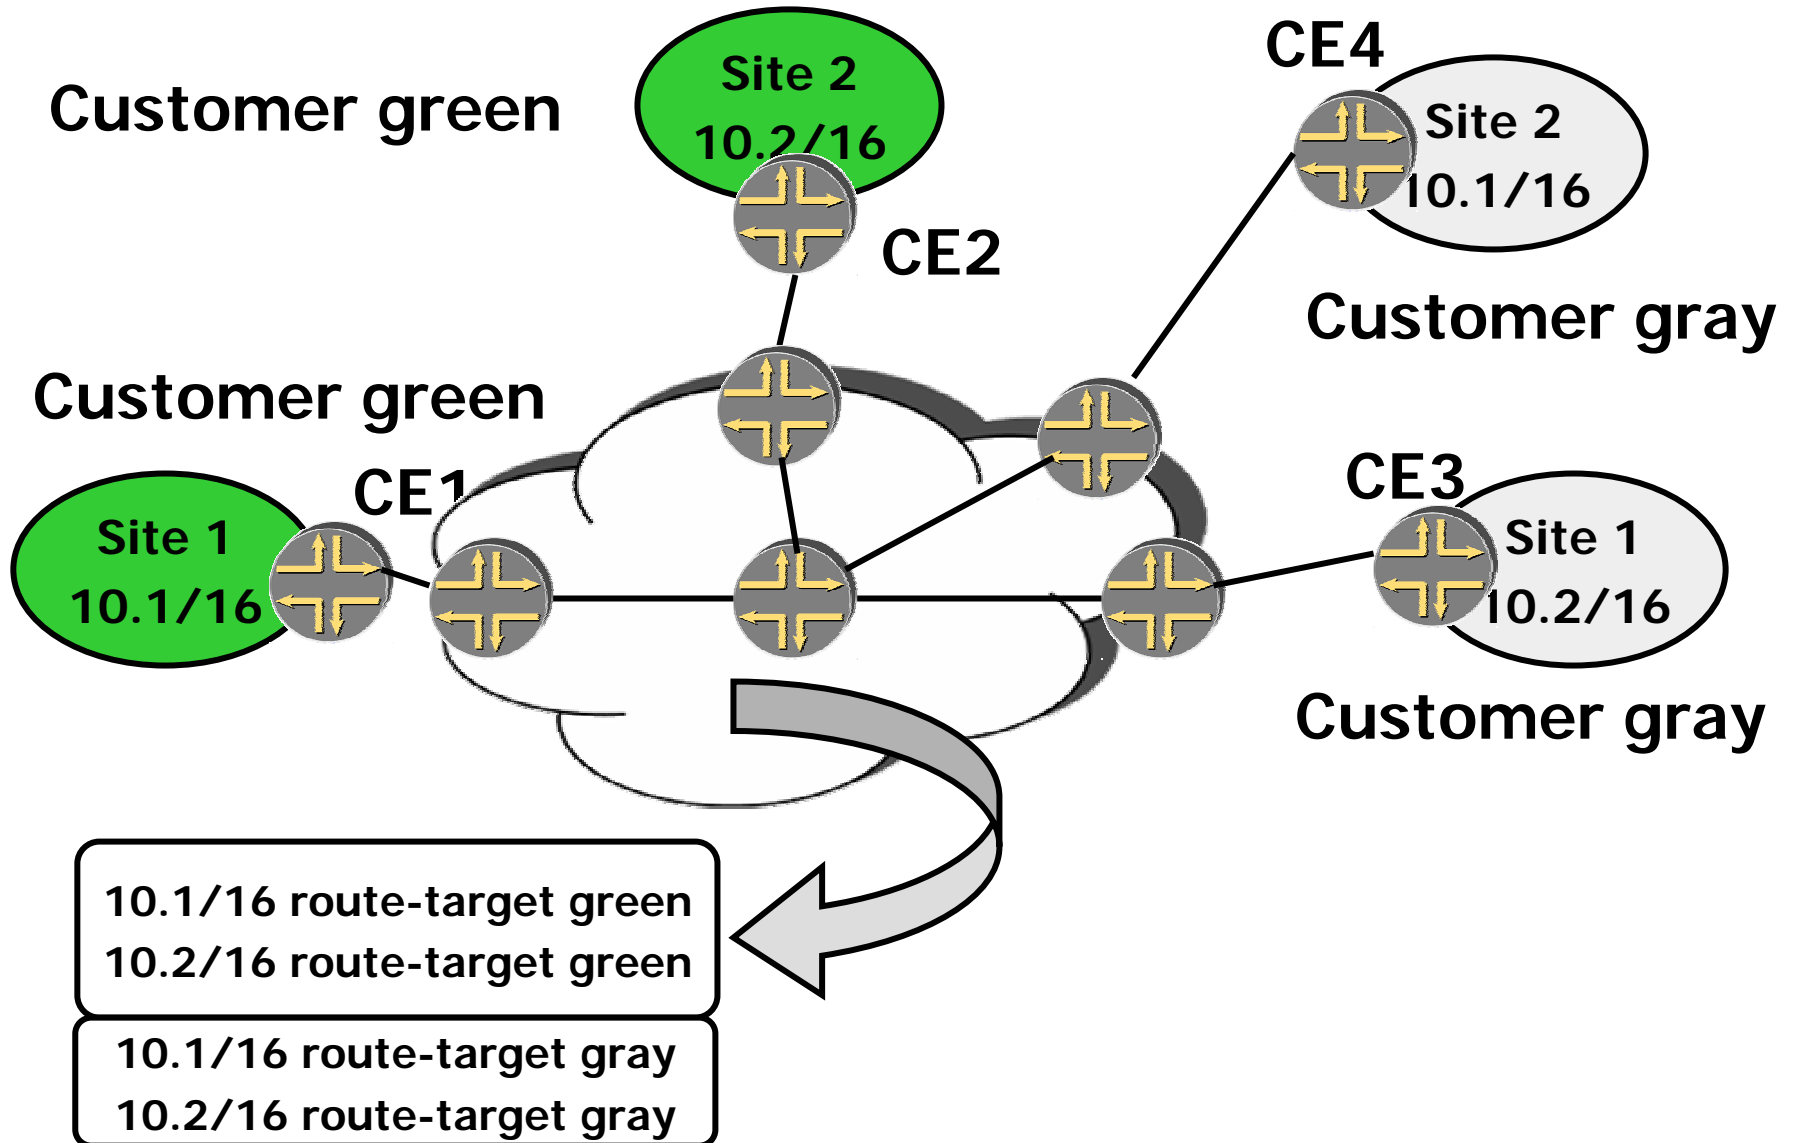 Customer green
Site 2
10.2/16
CE2
CE4
Site 2
10.1/16
Customer gray
Customer green
CE1
Site 1
10.1/16
CE3
Site 1
10.2/16
Customer gray
10.1/16 route-target green
10.2/16 route-target green
10.1/16 route-target gray
10.2/16 route-target gray